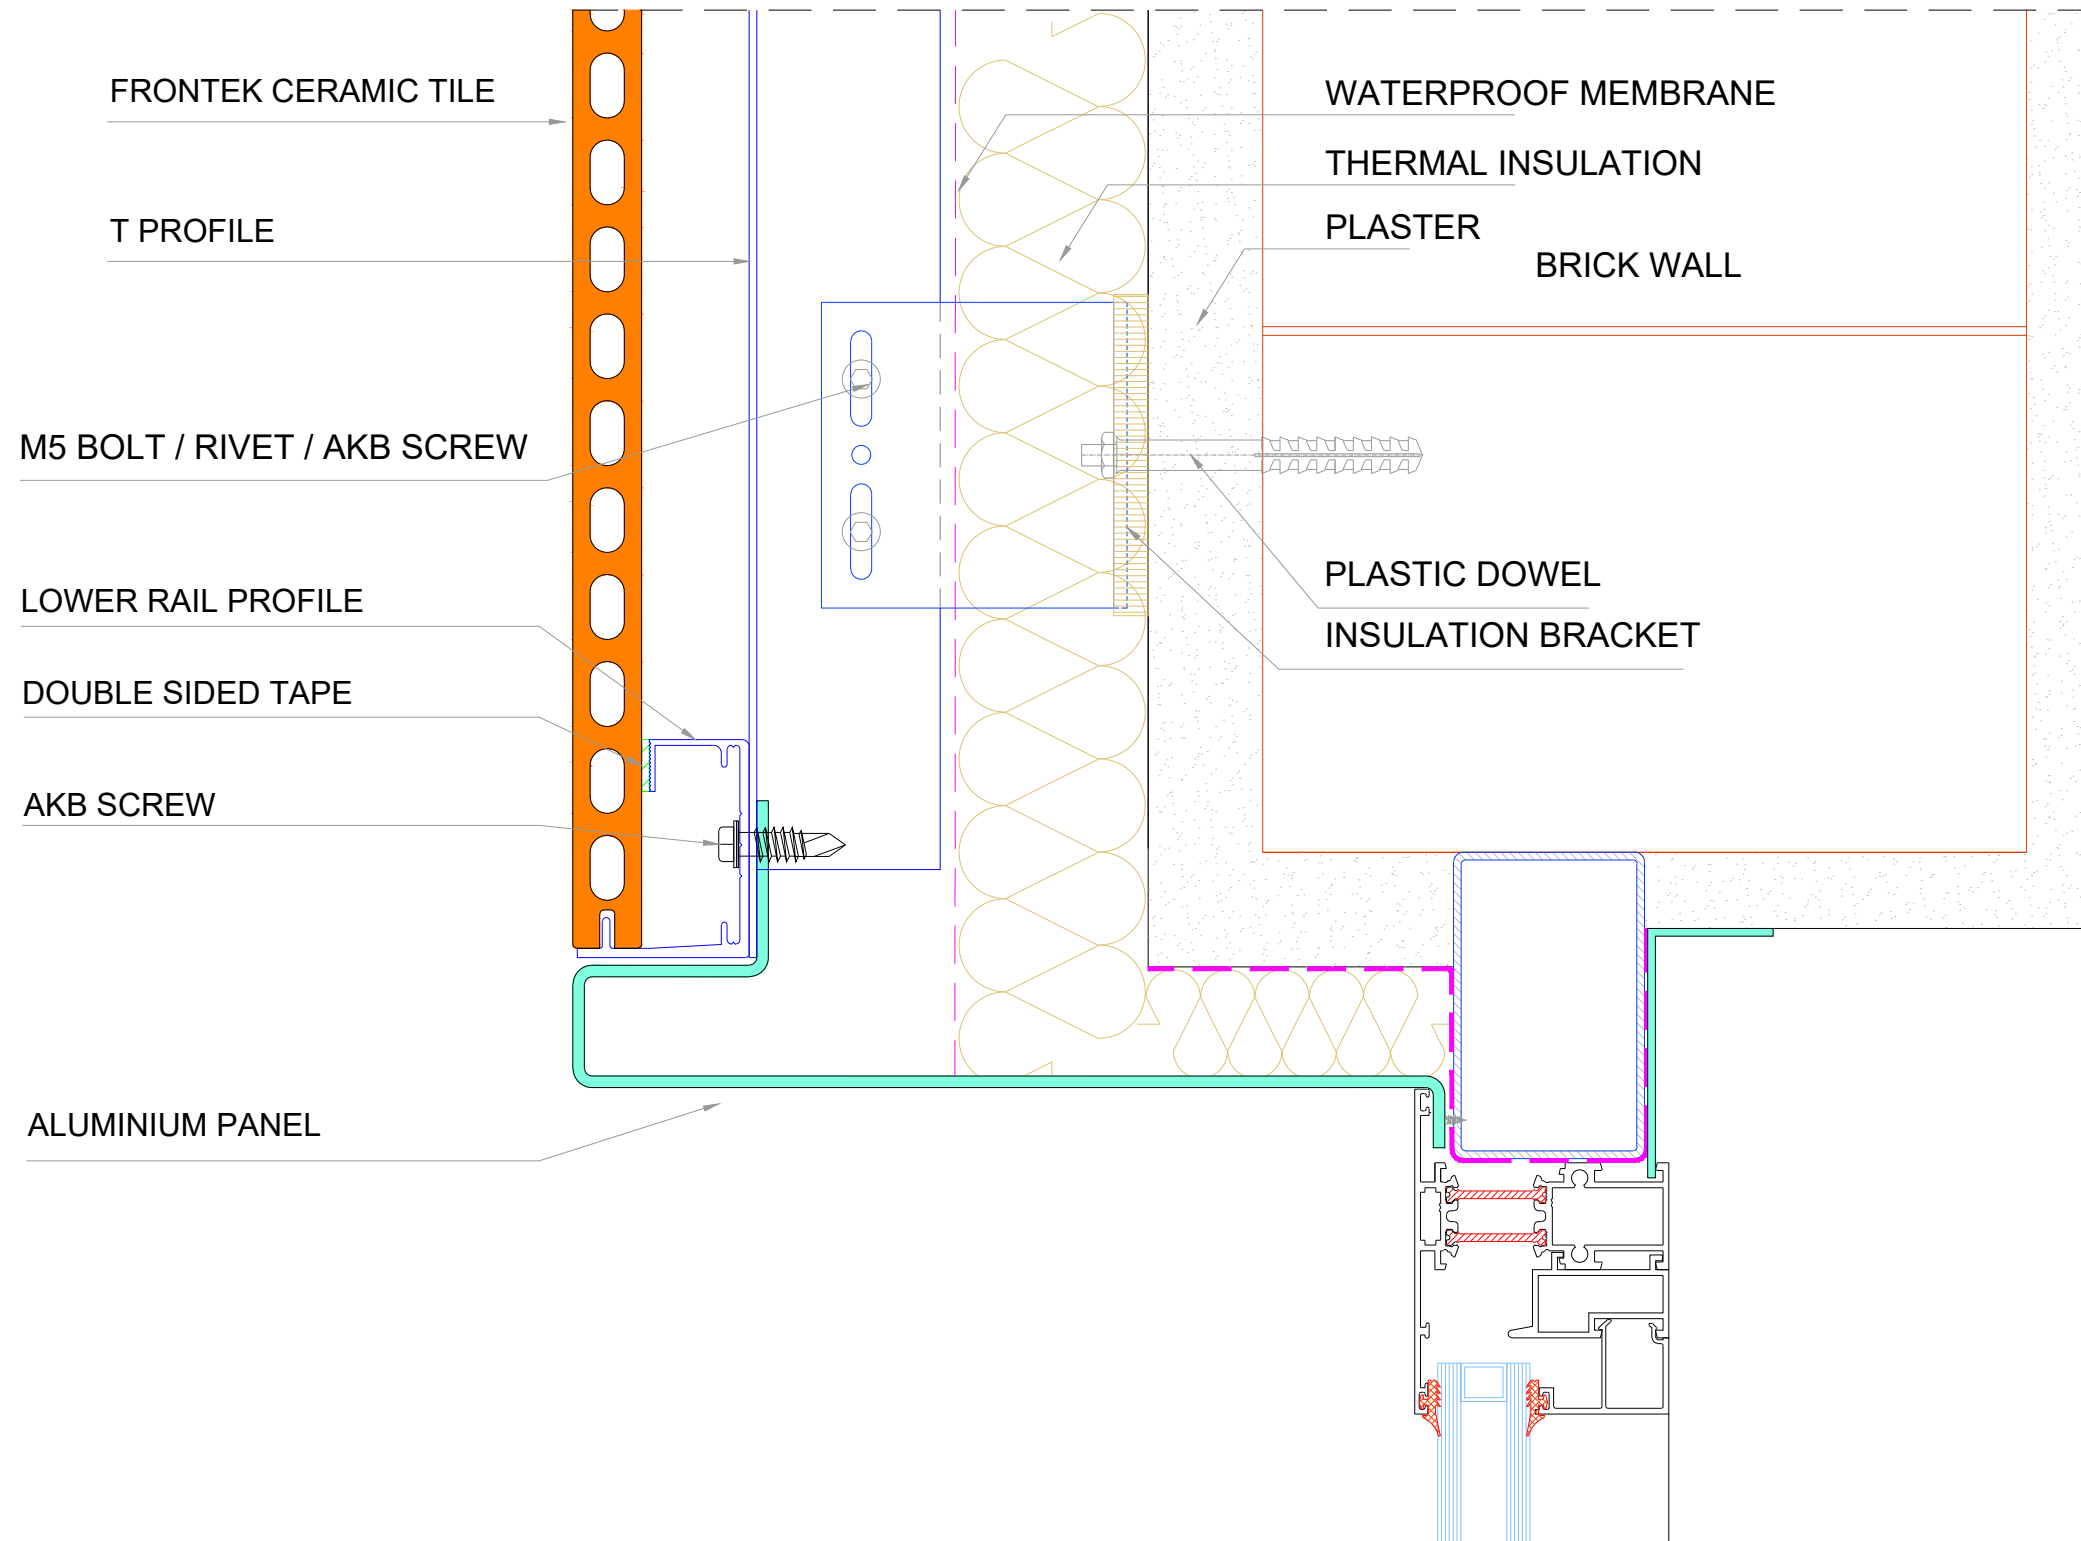 FRONTEK CERAMIC TILE
T PROFILE
M5 BOLT / RIVET / AKB SCREW
LOWER RAIL PROFILE
DOUBLE SIDED TAPE
AKB SCREW
ALUMINIUM PANEL
WATERPROOF MEMBRANE
THERMAL INSULATION
PLASTER
BRICK WALL
PLASTIC DOWEL
INSULATION BRACKET